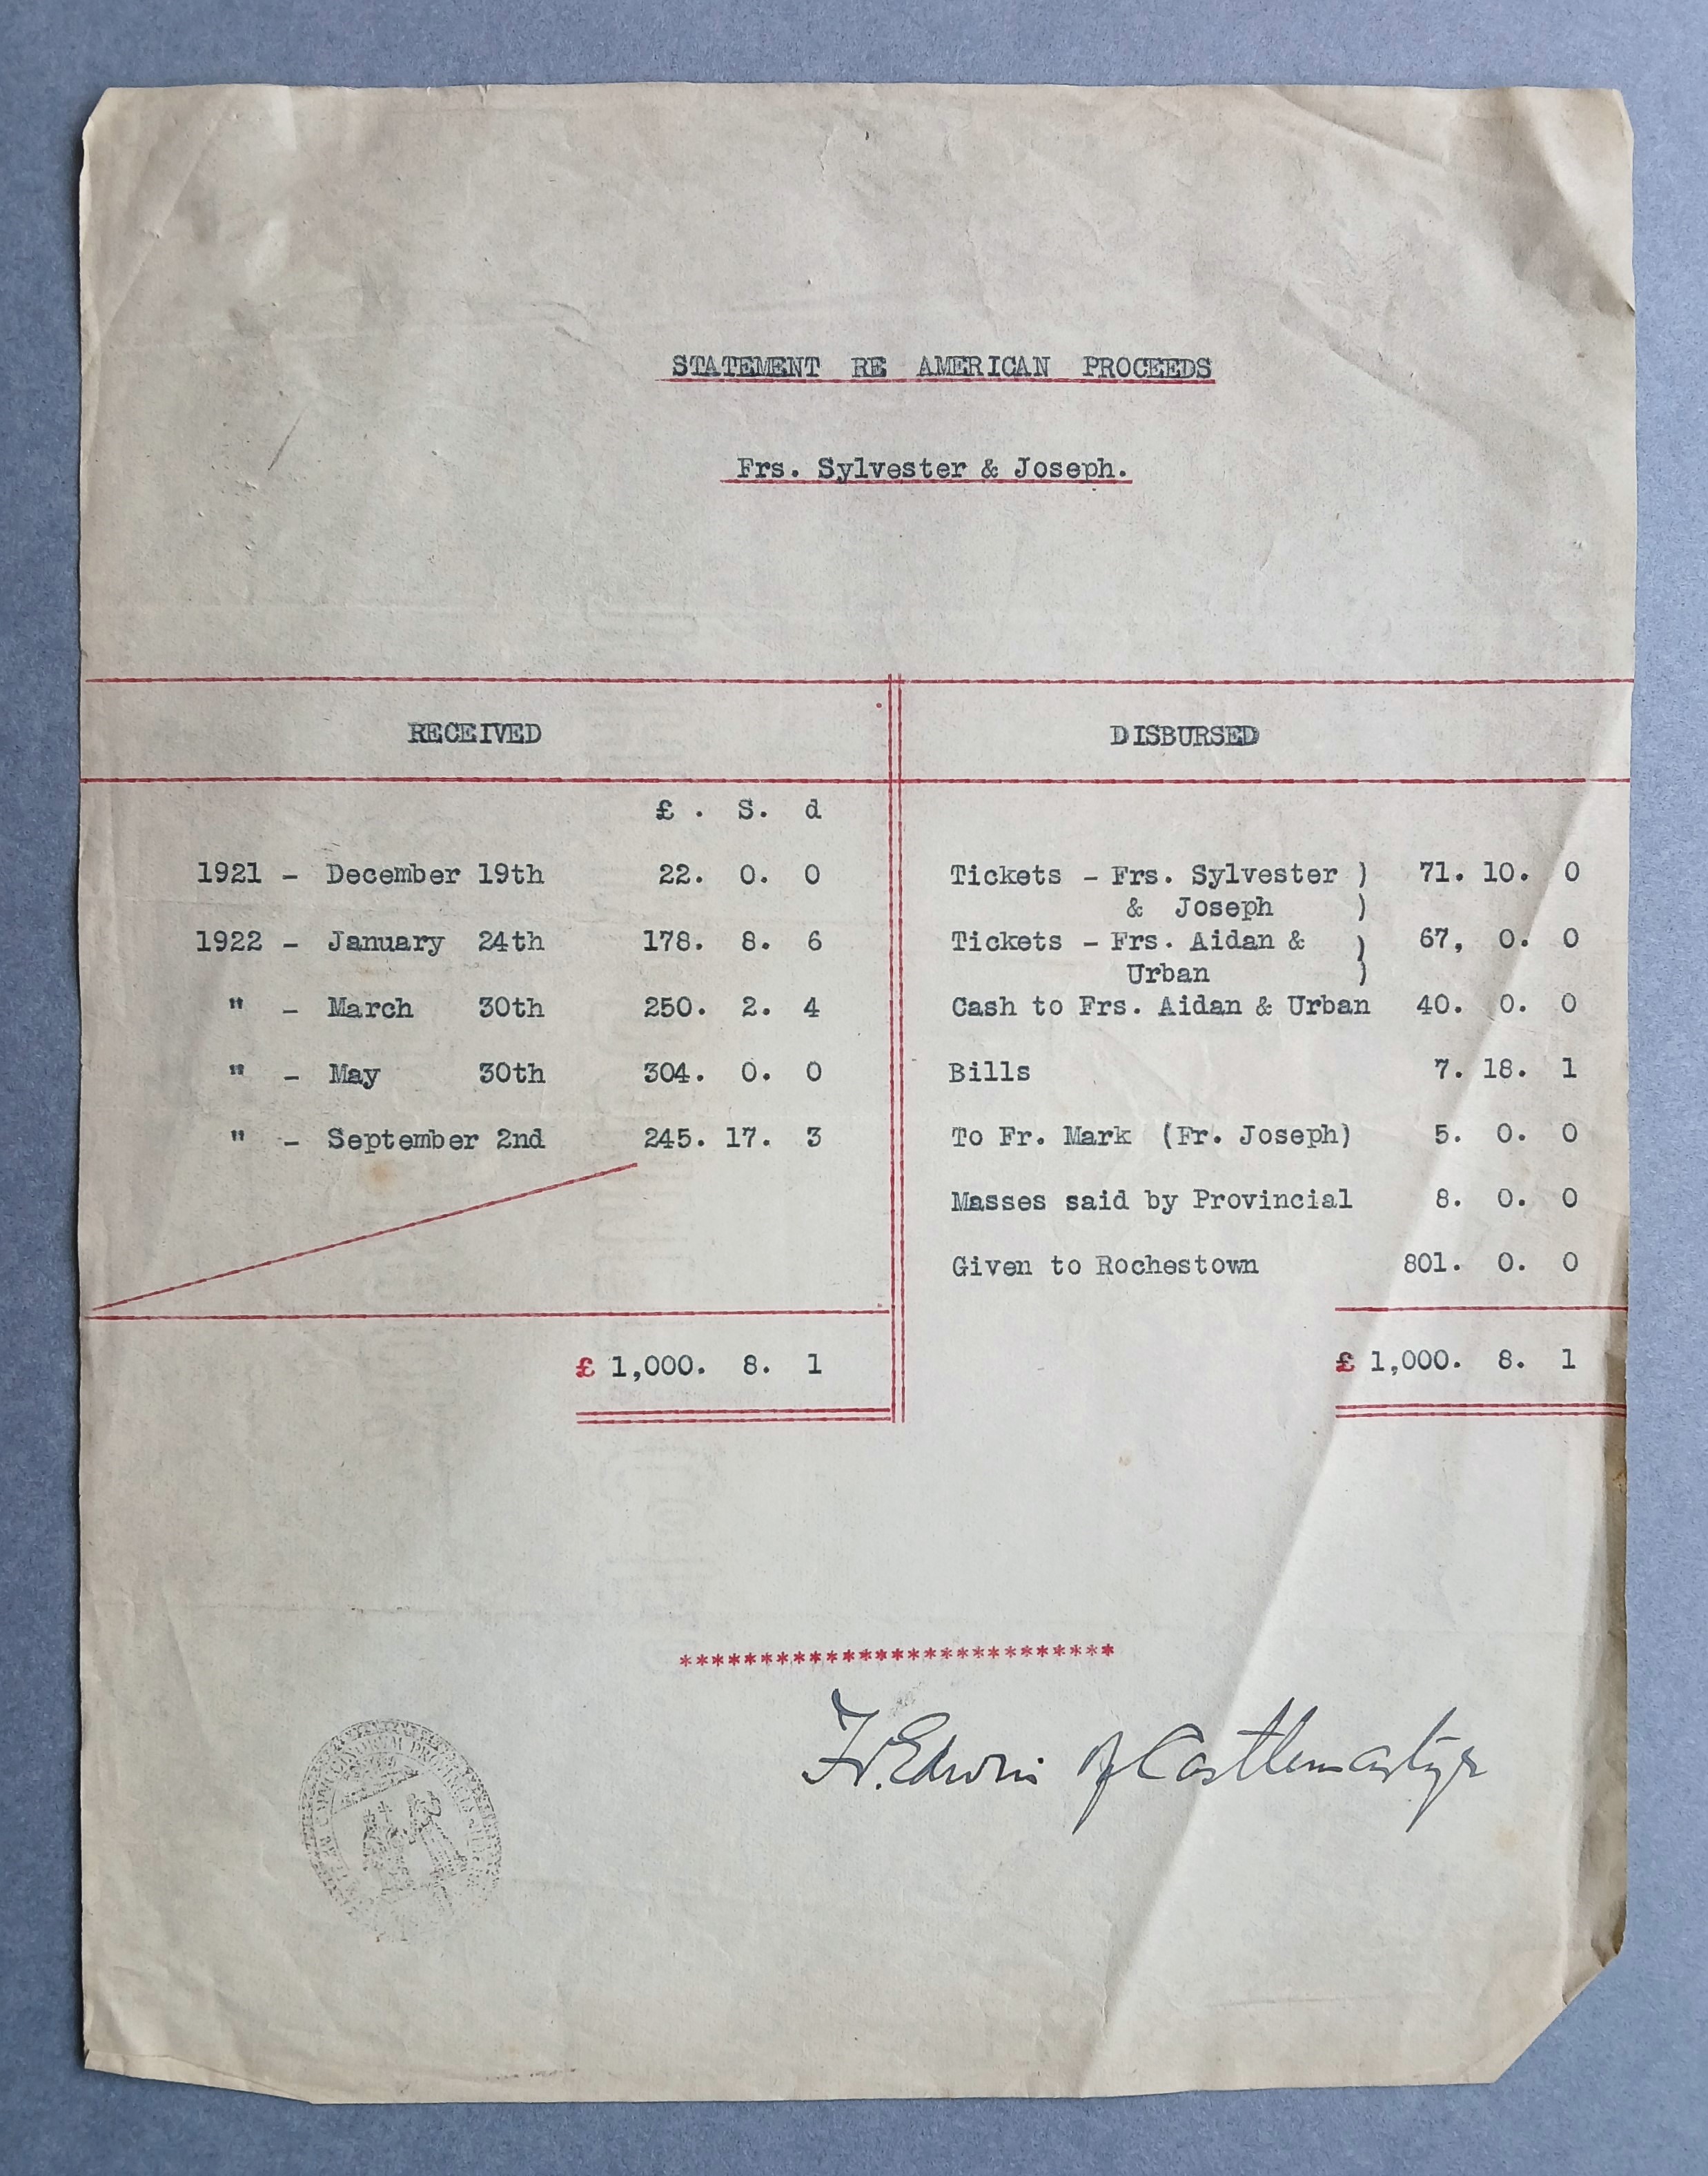 STATEMENT RE AMERICAN PROCEEDS
Frs. Sylvester & Joseph.
RECEIVED
£ . S. d
1921 - December 19th 22. 0. 0
1922 - January 24th 178. 8. 6
" - March 30th 250. 2. 4
" - May 30th 304. 0. 0
" - September 2nd 245. 17. 3
£ 1,000. 8. 1
DISBURSED
Tickets - Frs. Sylvester ) 71. 10. 0
& Joseph )
Tickets - Frs. Aidan & ) 67, 0. 0
Urban )
Cash to Frs. Aidan & Urban 40. 0. 0
Bills 7. 18. 1
To Fr. Mark (Fr. Joseph) 5. 0. 0
Masses said by Provincial 8. 0. 0
Given to Rochestown 801. 0. 0
£ 1,000. 8. 1
***************************
Fr. Edwin of Castlemartyr